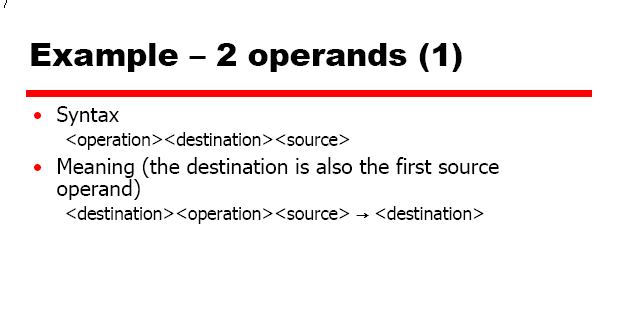 Example – 2 operands (1)
• Syntax
<operation><destination><source>
• Meaning (the destination is also the first source
operand)
<destination><operation><source> → <destination>